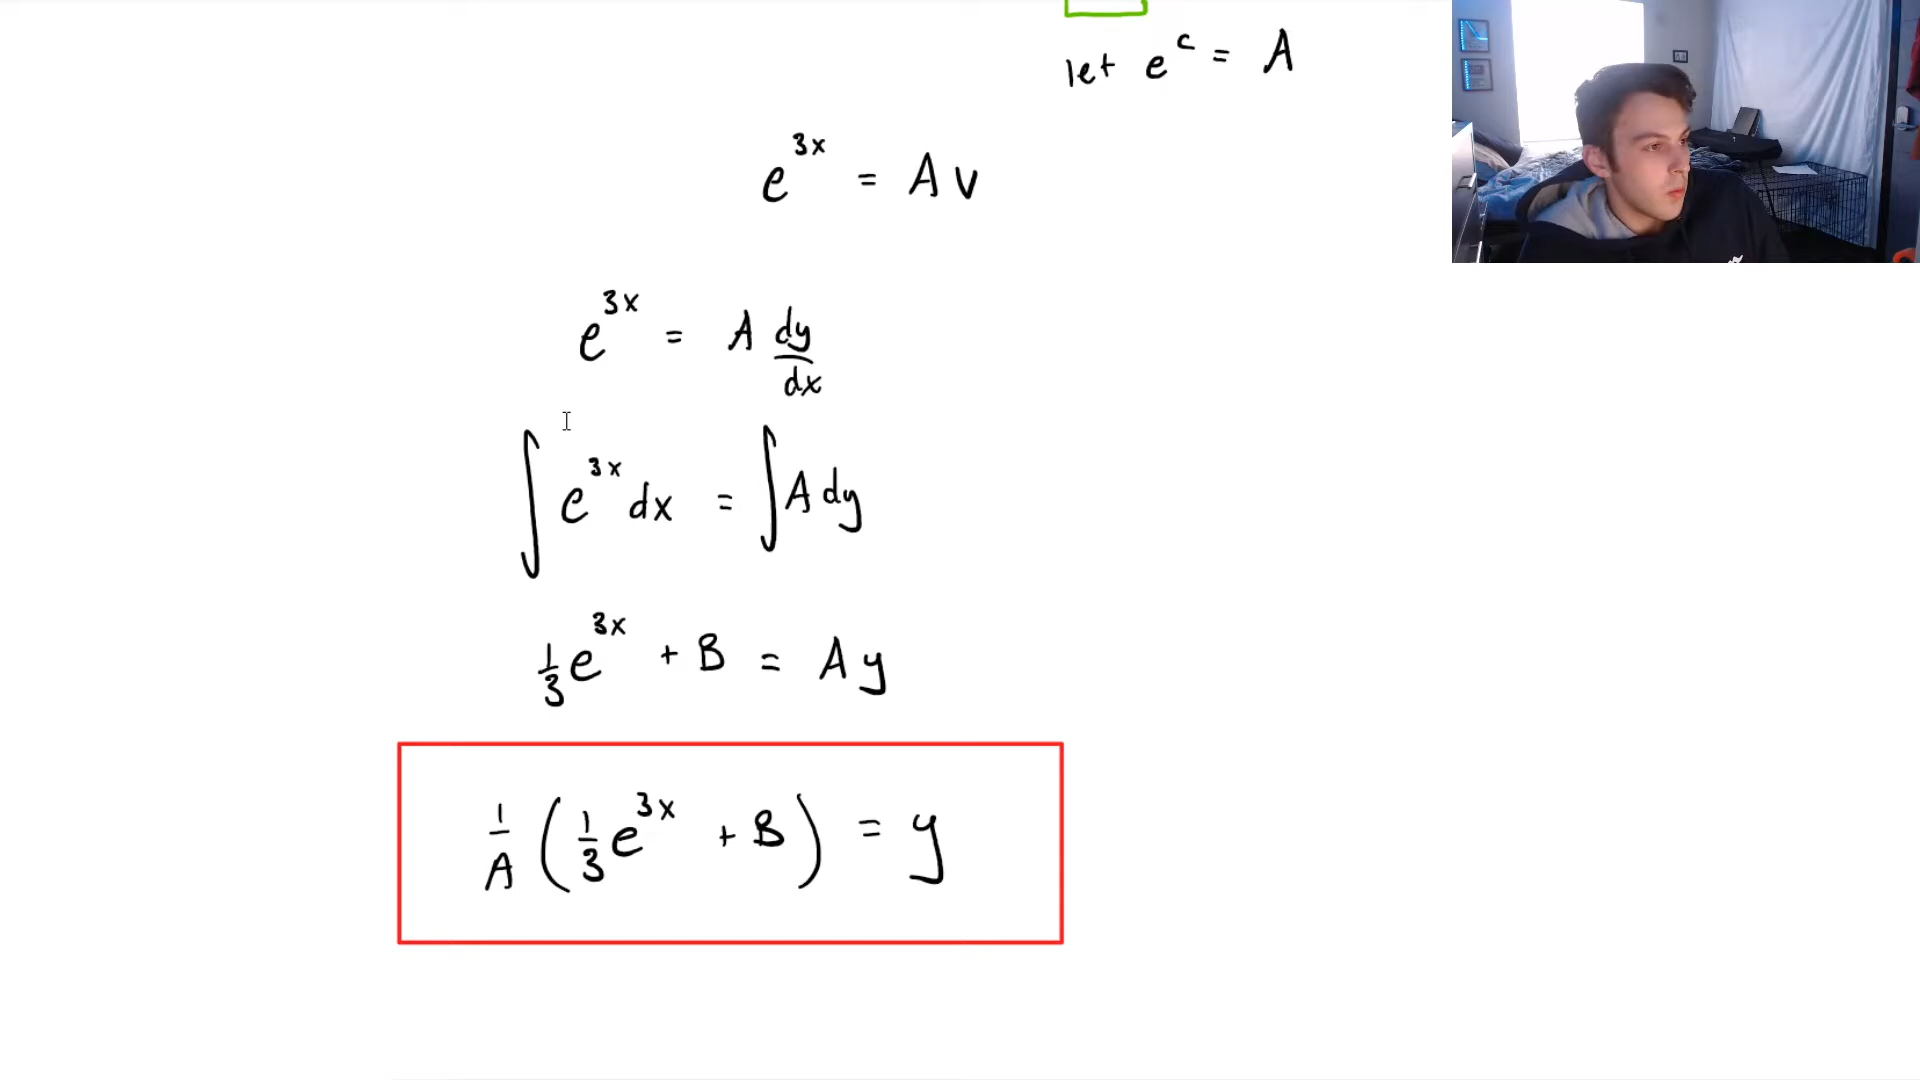 let e^c = A
e^3x = A v
e^3x = A dy/dx
∫ e^3x dx = ∫ A dy
1/3 e^3x + B = A y
1/A ( 1/3 e^3x + B ) = y